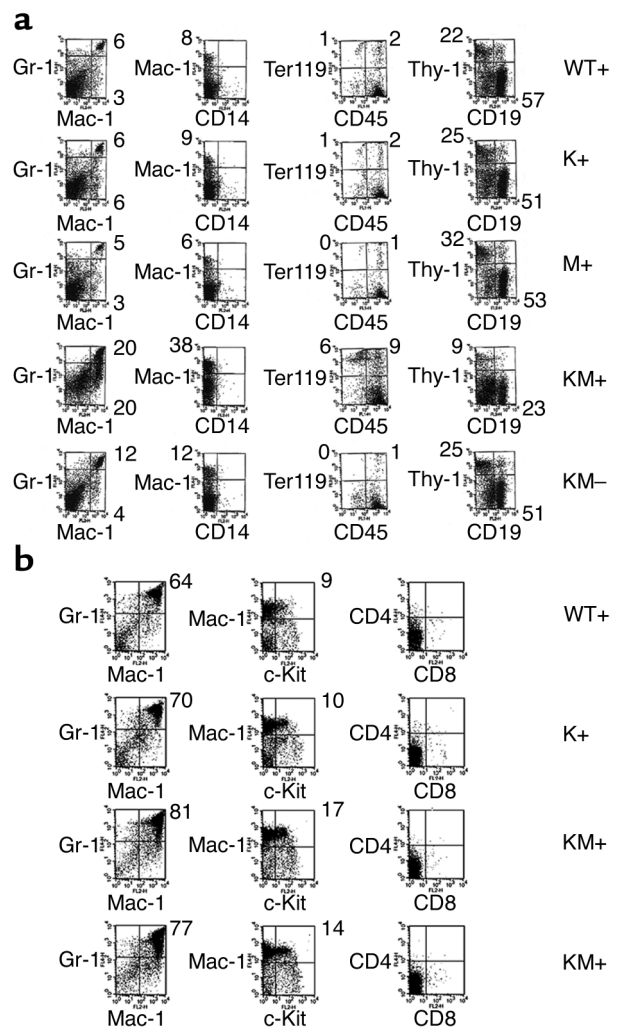 a
6 8 1 2 22
Gr-1 Mac-1 Ter119 Thy-1 WT+
3 57
Mac-1 CD14 CD45 CD19
6 9 1 2 25
Gr-1 Mac-1 Ter119 Thy-1 K+
6 51
Mac-1 CD14 CD45 CD19
5 6 0 1 32
Gr-1 Mac-1 Ter119 Thy-1 M+
3 53
Mac-1 CD14 CD45 CD19
20 38 6 9 9
Gr-1 Mac-1 Ter119 Thy-1 KM+
20 23
Mac-1 CD14 CD45 CD19
12 12 0 1 25
Gr-1 Mac-1 Ter119 Thy-1 KM–
4 51
Mac-1 CD14 CD45 CD19
b
64 9
Gr-1 Mac-1 CD4 WT+
Mac-1 c-Kit CD8
70 10
Gr-1 Mac-1 CD4 K+
Mac-1 c-Kit CD8
81 17
Gr-1 Mac-1 CD4 KM+
Mac-1 c-Kit CD8
77 14
Gr-1 Mac-1 CD4 KM+
Mac-1 c-Kit CD8